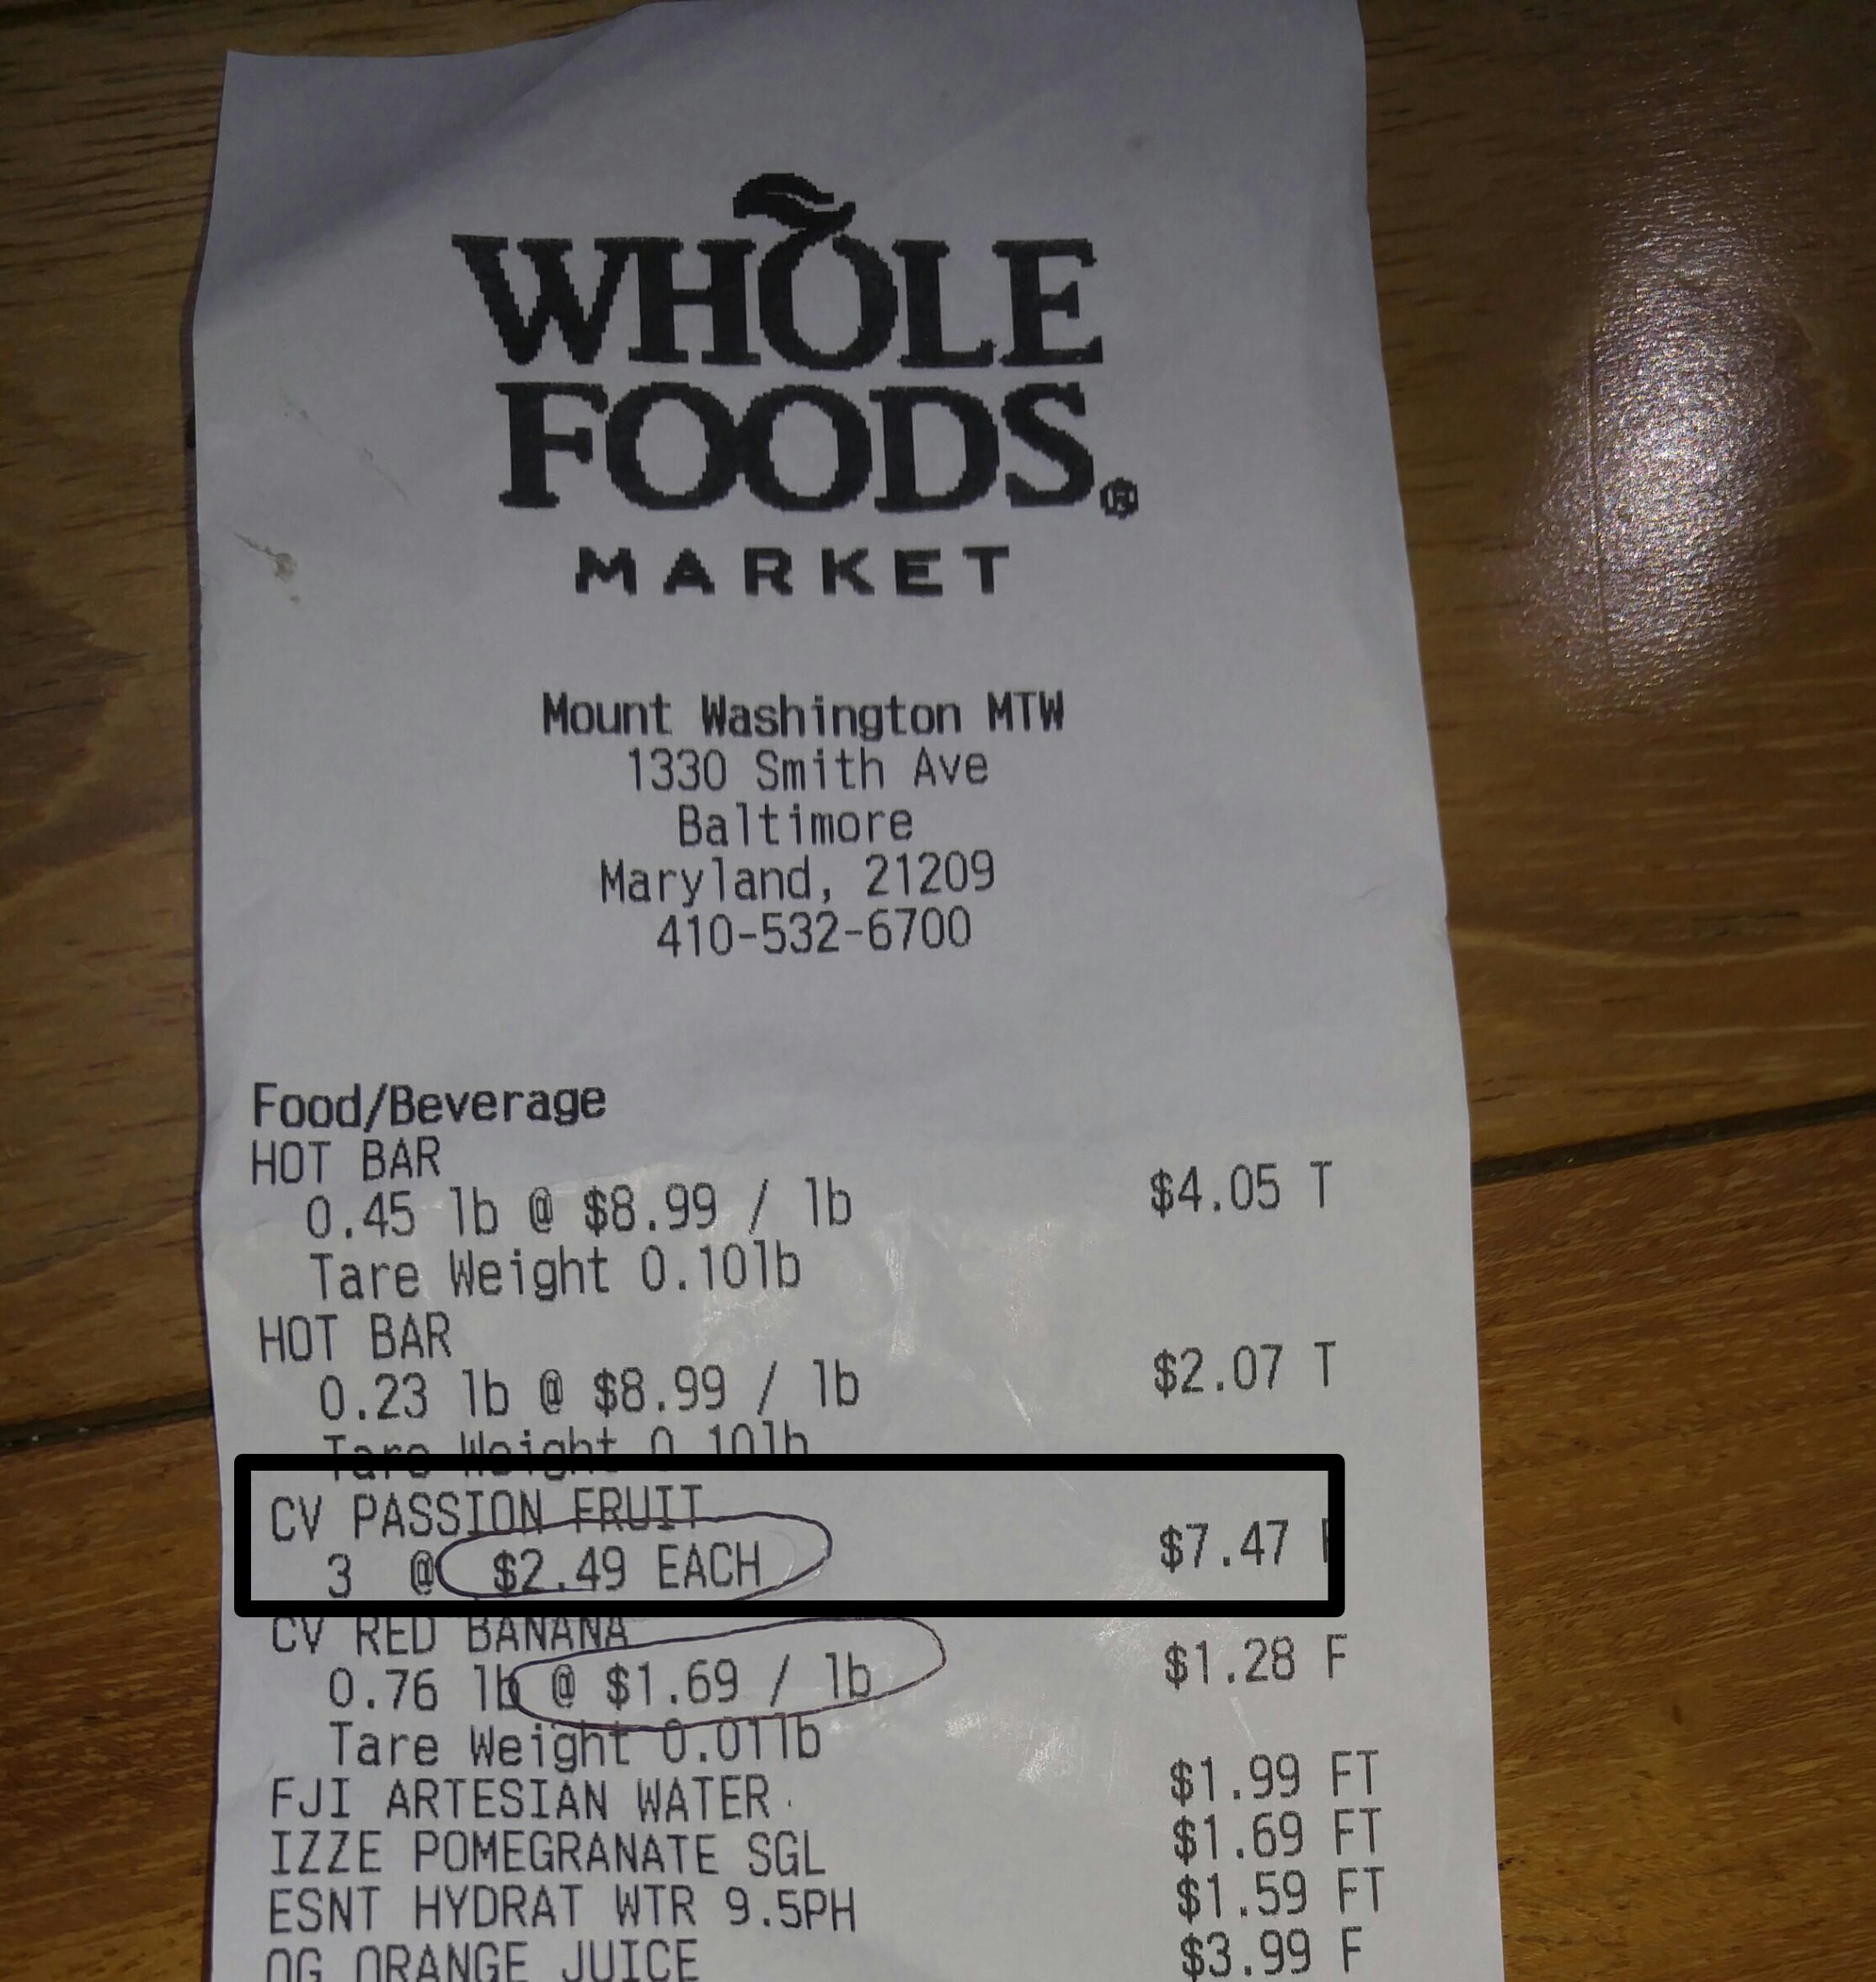 WHOLE
FOODS®
MARKET
Mount Washington MTW
1330 Smith Ave
Baltimore
Maryland, 21209
410-532-6700
Food/Beverage
HOT BAR
0.45 lb @ $8.99 / lb $4.05 T
Tare Weight 0.10lb
HOT BAR
0.23 lb @ $8.99 / lb $2.07 T
Tare Weight 0.10lb
CV PASSION FRUIT
3 @ $2.49 EACH $7.47 F
CV RED BANANA
0.76 lb @ $1.69 / lb $1.28 F
Tare Weight 0.01lb
FJI ARTESIAN WATER $1.99 FT
IZZE POMEGRANATE SGL $1.69 FT
ESNT HYDRAT WTR 9.5PH $1.59 FT
OG ORANGE JUICE $3.99 F